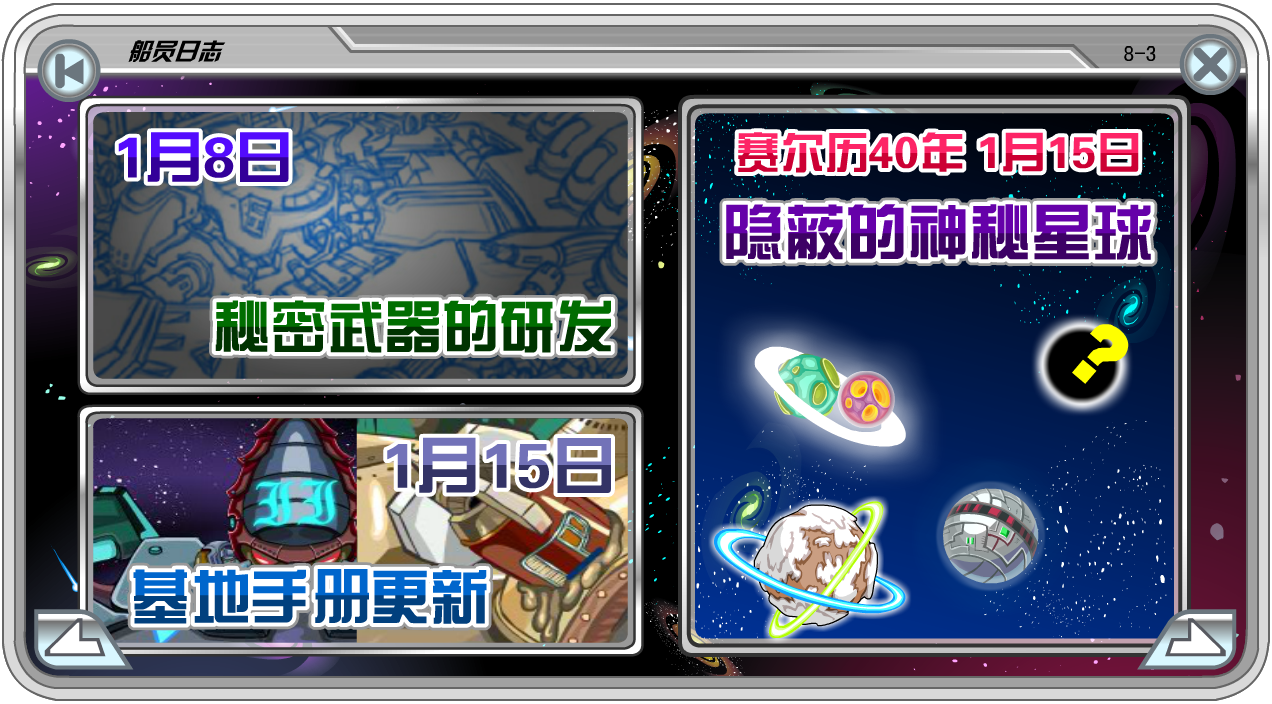 船员日志
8-3
1月8日
秘密武器的研发
1月15日
基地手册更新
赛尔历40年 1月15日
隐蔽的神秘星球
?